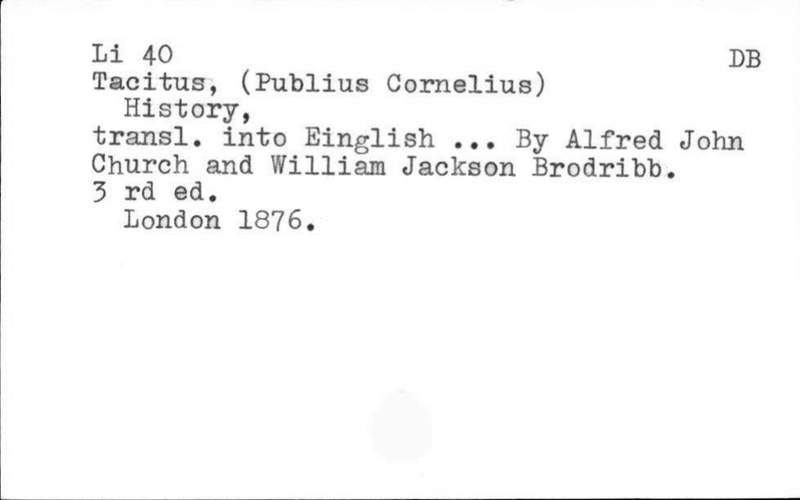 Li 40 DB
Tacitus, (Publius Cornelius)
History,
transl. into Einglish ... By Alfred John
Church and William Jackson Brodribb.
3 rd ed.
London 1876.